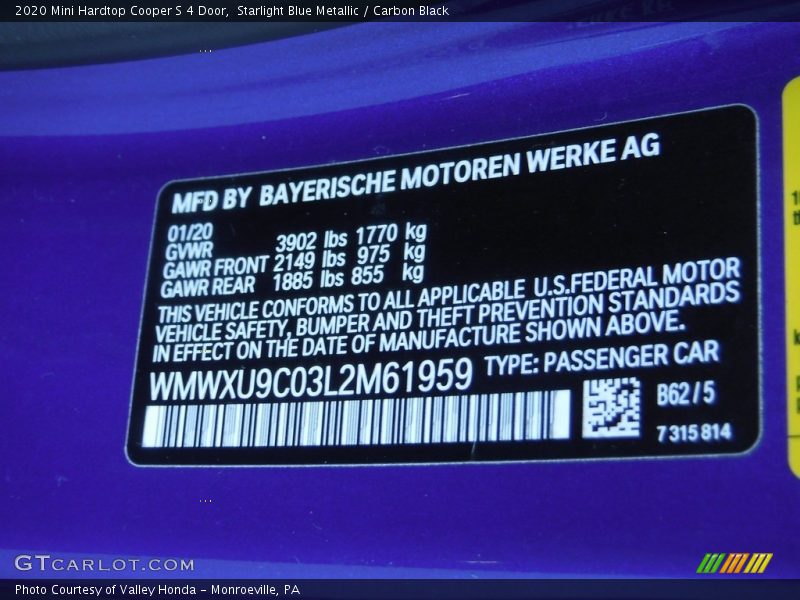 2020 Mini Hardtop Cooper S 4 Door,  Starlight Blue Metallic / Carbon Black
MFD BY BAYERISCHE MOTOREN WERKE AG
01/20
GVWR 3902 lbs 1770 kg
GAWR FRONT 2149 lbs 975 kg
GAWR REAR 1885 lbs 855 kg
THIS VEHICLE CONFORMS TO ALL APPLICABLE U.S.FEDERAL MOTOR
VEHICLE SAFETY, BUMPER AND THEFT PREVENTION STANDARDS
IN EFFECT ON THE DATE OF MANUFACTURE SHOWN ABOVE.
WMWXU9C03L2M61959 TYPE: PASSENGER CAR
B62/5
7 315 814
GTCARLOT.COM
Photo Courtesy of Valley Honda - Monroeville, PA